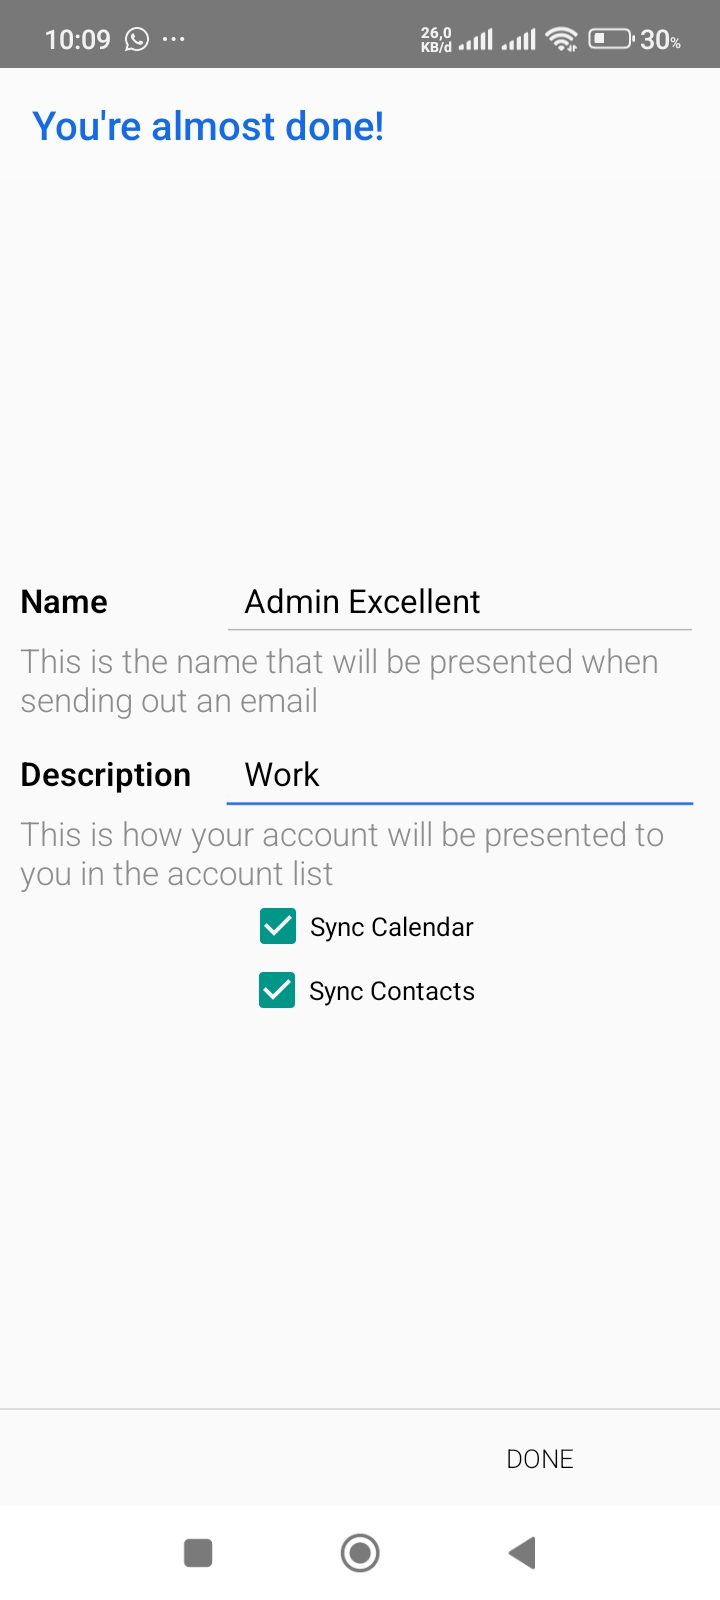 10:09 ... 26,0 KB/d 30%
You're almost done!
Name Admin Excellent
This is the name that will be presented when
sending out an email
Description Work
This is how your account will be presented to
you in the account list
Sync Calendar
Sync Contacts
DONE